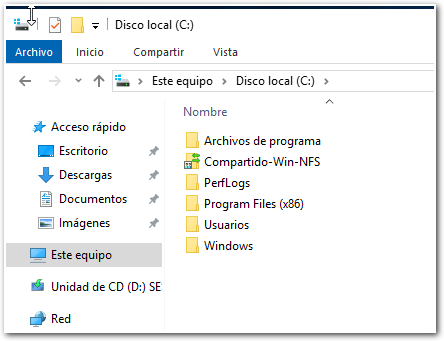 Disco local (C:)
Archivo Inicio Compartir Vista
Este equipo Disco local (C:)
Nombre
Acceso rápido
Escritorio
Descargas
Documentos
Imágenes
Este equipo
Unidad de CD (D:) SE
Red
Archivos de programa
Compartido-Win-NFS
PerfLogs
Program Files (x86)
Usuarios
Windows